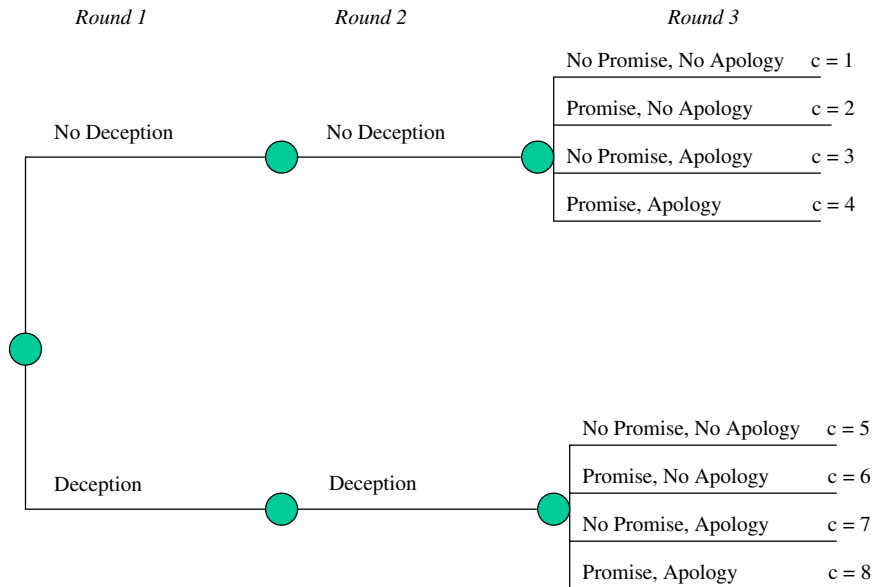 Round 1 Round 2 Round 3
No Promise, No Apology c = 1
Promise, No Apology c = 2
No Deception No Deception
No Promise, Apology c = 3
Promise, Apology c = 4
No Promise, No Apology c = 5
Promise, No Apology c = 6
Deception Deception
No Promise, Apology c = 7
Promise, Apology c = 8